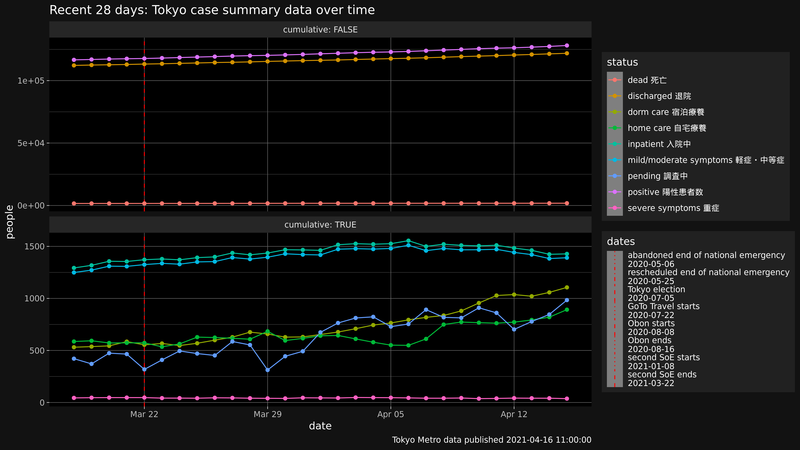 Recent 28 days: Tokyo case summary data over time
cumulative: FALSE
1e+05
5e+04
0e+00
cumulative: TRUE
1500
1000
500
0
people
Mar 22
Mar 29
Apr 05
Apr 12
date
status
dead 死亡
discharged 退院
dorm care 宿泊療養
home care 自宅療養
inpatient 入院中
mild/moderate symptoms 軽症・中等症
pending 調査中
positive 陽性患者数
severe symptoms 重症
dates
abandoned end of national emergency
2020-05-06
rescheduled end of national emergency
2020-05-25
Tokyo election
2020-07-05
GoTo Travel starts
2020-07-22
Obon starts
2020-08-08
Obon ends
2020-08-16
second SoE starts
2021-01-08
second SoE ends
2021-03-22
Tokyo Metro data published 2021-04-16 11:00:00